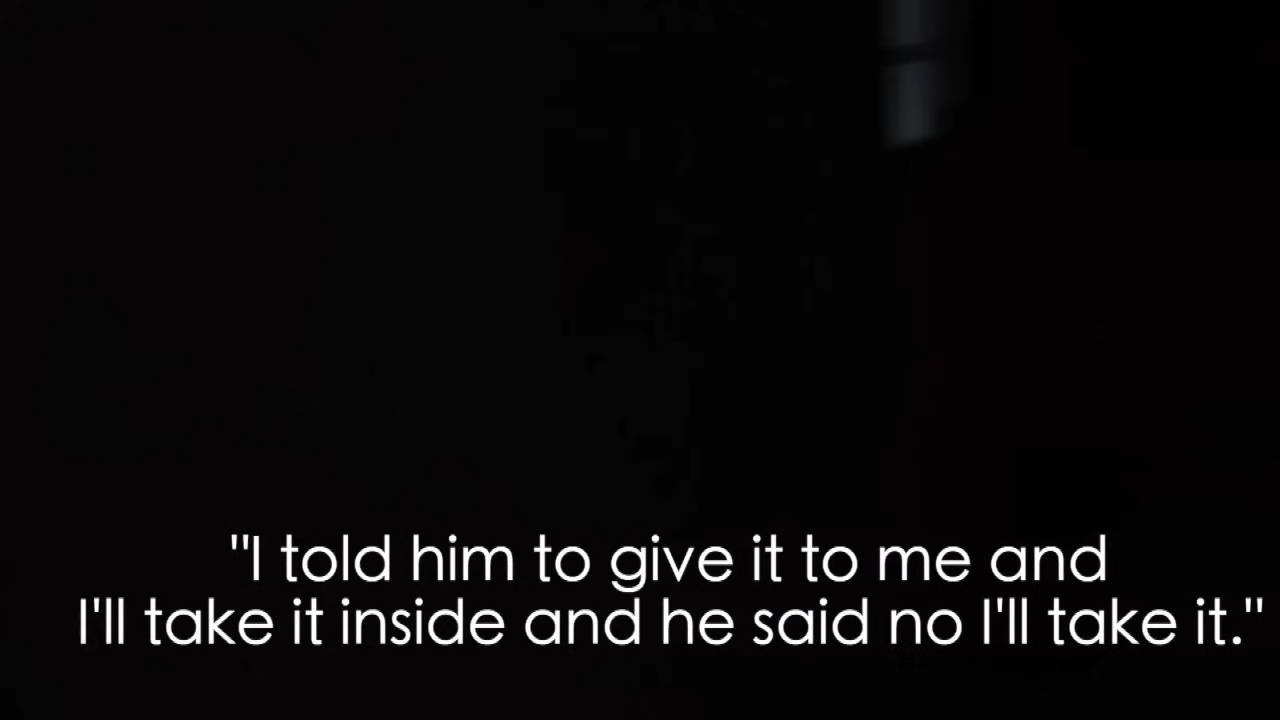 "I told him to give it to me and
I'll take it inside and he said no I'll take it."